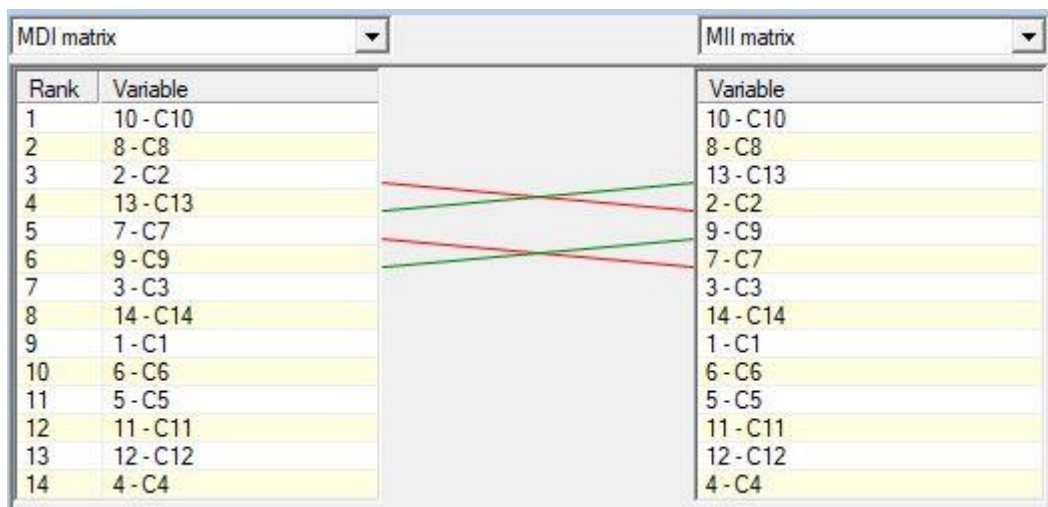 MDI matrix MII matrix
Rank Variable Variable
1 10 - C10 10 - C10
2 8 - C8 8 - C8
3 2 - C2 13 - C13
4 13 - C13 2 - C2
5 7 - C7 9 - C9
6 9 - C9 7 - C7
7 3 - C3 3 - C3
8 14 - C14 14 - C14
9 1 - C1 1 - C1
10 6 - C6 6 - C6
11 5 - C5 5 - C5
12 11 - C11 11 - C11
13 12 - C12 12 - C12
14 4 - C4 4 - C4